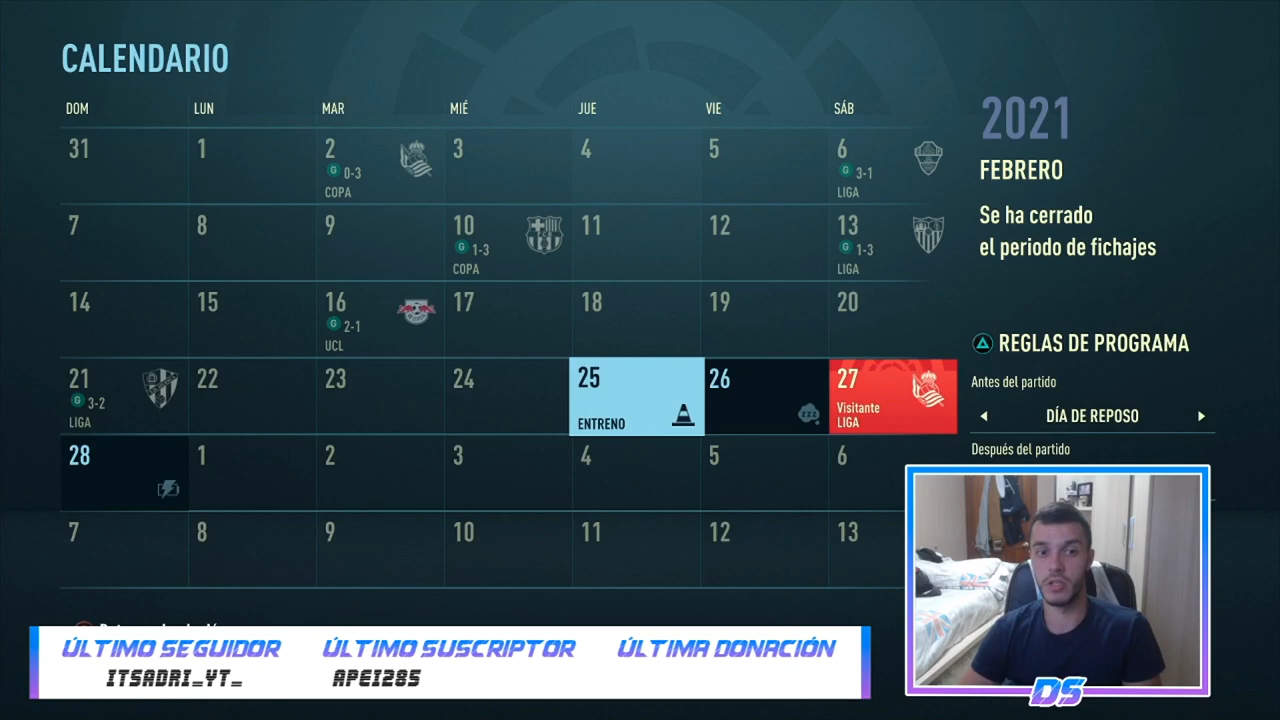 CALENDARIO
DOM LUN MAR MIÉ JUE VIE SÁB
31 1 2 3 4 5 6
G 0-3 G 3-1
COPA LIGA
7 8 9 10 11 12 13
G 1-3 G 1-3
COPA LIGA
14 15 16 17 18 19 20
G 2-1
UCL
21 22 23 24 25 26 27
G 3-2 Visitante
LIGA ENTRENO zzz LIGA
28 1 2 3 4 5 6
7 8 9 10 11 12 13
2021
FEBRERO
Se ha cerrado
el periodo de fichajes
REGLAS DE PROGRAMA
Antes del partido
DÍA DE REPOSO
Después del partido
ÚLTIMO SEGUIDOR ÚLTIMO SUSCRIPTOR ÚLTIMA DONACIÓN
ITSADRI_YT_ APEI285
DS